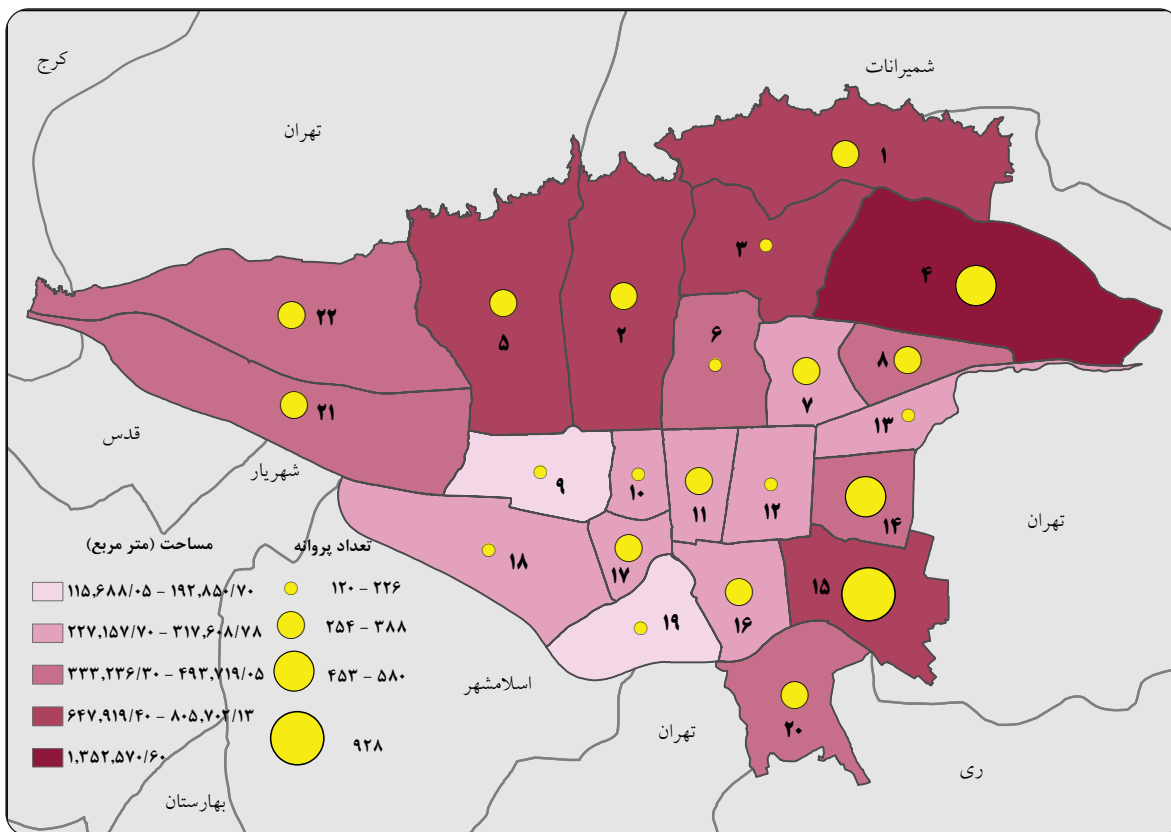 کرج
شمیرانات
تهران
۱
۳
۴
۲۲
۵
۲
۶
۸
۷
۲۱
۱۳
قدس
شهریار
۹
۱۰
۱۱
۱۲
۱۴
تهران
۱۸
۱۷
۱۵
۱۹
۱۶
اسلامشهر
تهران
۲۰
ری
بهارستان
مساحت (متر مربع)
۱۱۵,۶۸۸/۰۵ - ۱۹۲,۸۵۰/۷۰
۲۲۷,۱۵۷/۷۰ - ۳۱۷,۶۰۸/۷۸
۳۳۳,۲۳۶/۳۰ - ۴۹۳,۷۱۹/۰۵
۶۴۷,۹۱۹/۴۰ - ۸۰۵,۷۰۲/۱۳
۱,۳۵۲,۵۷۰/۶۰
تعداد پروانه
۱۲۰ - ۲۲۶
۲۵۴ - ۳۸۸
۴۵۳ - ۵۸۰
۹۲۸